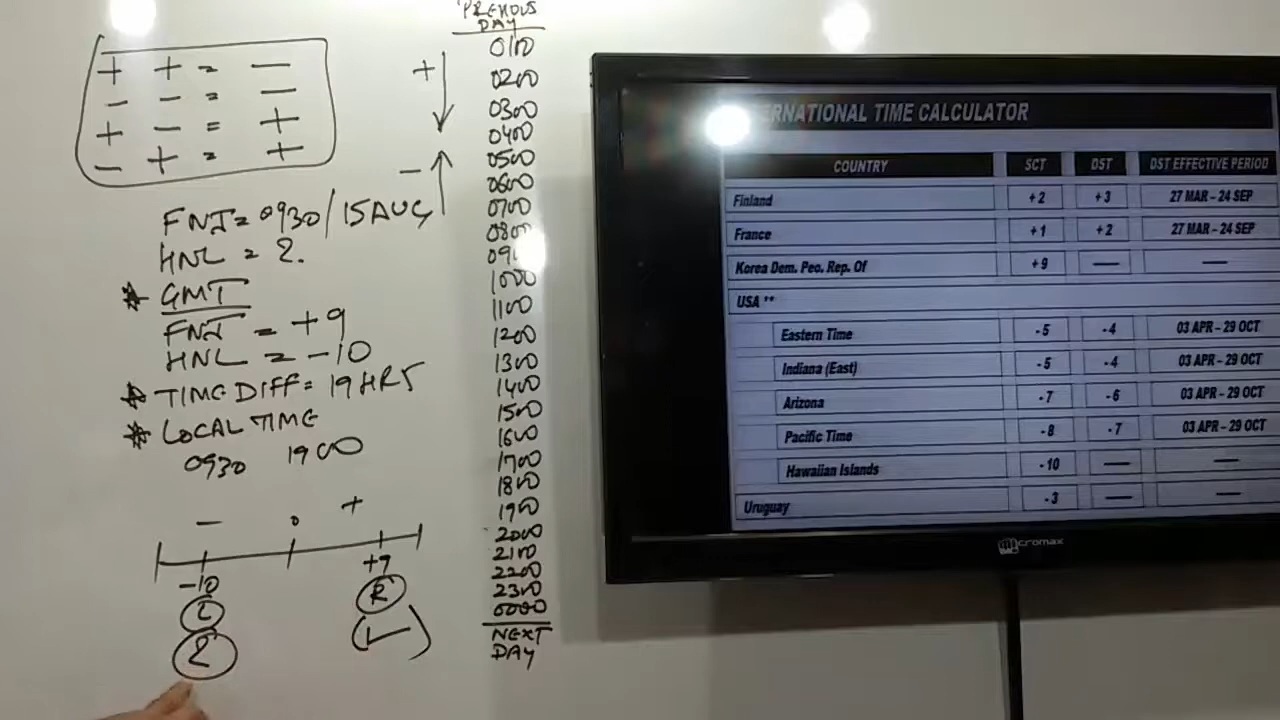 + + = −
− − = −
+ − = +
− + = +
FNJ = 0930/15AUG
HNL = ?.
* GMT
FNJ = +9
HNL = -10
* TIME DIFF = 19 HRS
* LOCAL TIME
0930 1900
− 0 +
-10 +9
L R
?
+
−
PREVIOUS
DAY
0100
0200
0300
0400
0500
0600
0700
0800
1000
1100
1200
1300
1400
1500
1600
1700
1800
1900
2000
2100
2200
2300
0000
NEXT
DAY
TIME CALCULATOR
COUNTRY SCT DST DST EFFECTIVE PERIOD
Finland +2 +3 27 MAR - 24 SEP
France +1 +2 27 MAR - 24 SEP
Korea Dem. Peo. Rep. Of +9 — —
USA **
Eastern Time -5 -4 03 APR - 29 OCT
Indiana (East) -5 -4 03 APR - 29 OCT
Arizona -7 -6 03 APR - 29 OCT
Pacific Time -8 -7 03 APR - 29 OCT
Hawaiian Islands -10 — —
Uruguay -3 — —
micromax